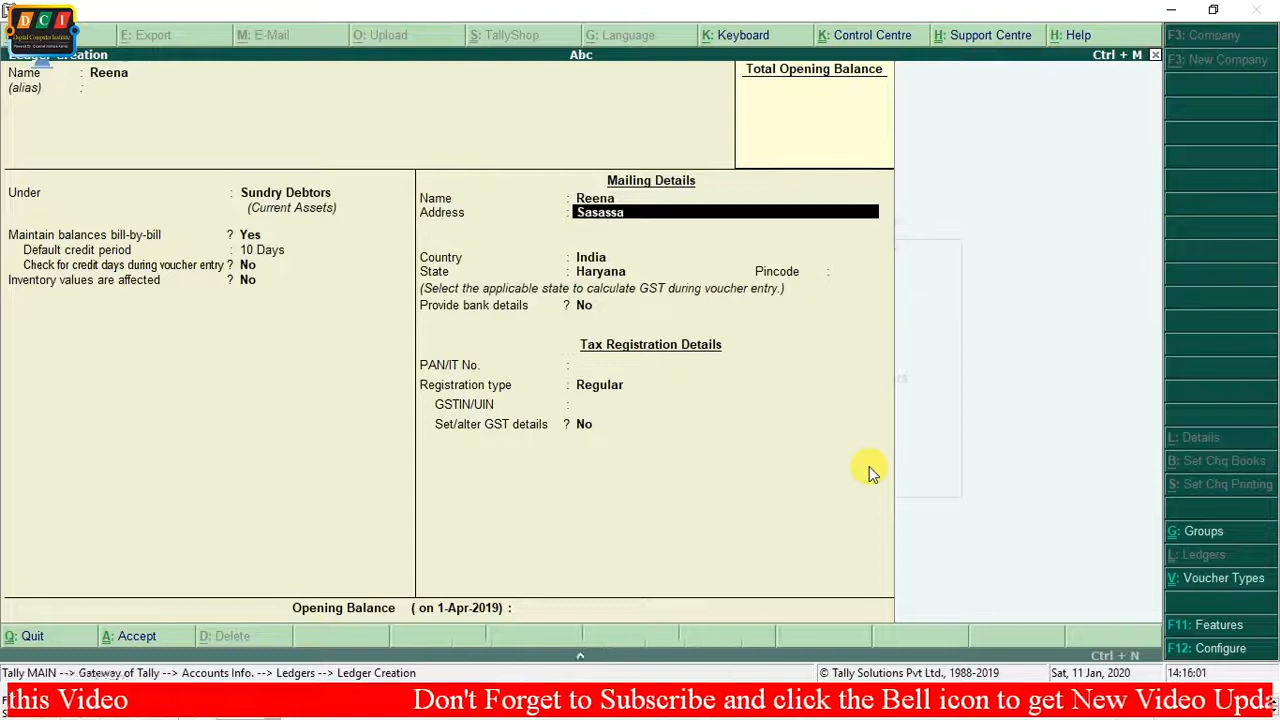 DCI
Digital Computer Institute
E: Export
M: E-Mail
O: Upload
S: TallyShop
G: Language
K: Keyboard
K: Control Centre
H: Support Centre
H: Help
F3: Company
F3: New Company
Ledger Creation
Abc
Ctrl + M
Name : Reena
(alias) :
Total Opening Balance
Under : Sundry Debtors
(Current Assets)
Maintain balances bill-by-bill ? Yes
Default credit period : 10 Days
Check for credit days during voucher entry ? No
Inventory values are affected ? No
Mailing Details
Name : Reena
Address : Sasassa
Country : India
State : Haryana Pincode :
(Select the applicable state to calculate GST during voucher entry.)
Provide bank details ? No
Tax Registration Details
PAN/IT No. :
Registration type : Regular
GSTIN/UIN :
Set/alter GST details ? No
L: Details
B: Set Chq Books
S: Set Chq Printing
G: Groups
L: Ledgers
V: Voucher Types
F11: Features
F12: Configure
Opening Balance ( on 1-Apr-2019) :
Q: Quit
A: Accept
D: Delete
Ctrl + N
Tally MAIN --> Gateway of Tally --> Accounts Info. --> Ledgers --> Ledger Creation
© Tally Solutions Pvt Ltd., 1988-2019
Sat, 11 Jan, 2020
14:16:01
this Video Don't Forget to Subscribe and click the Bell icon to get New Video Upda